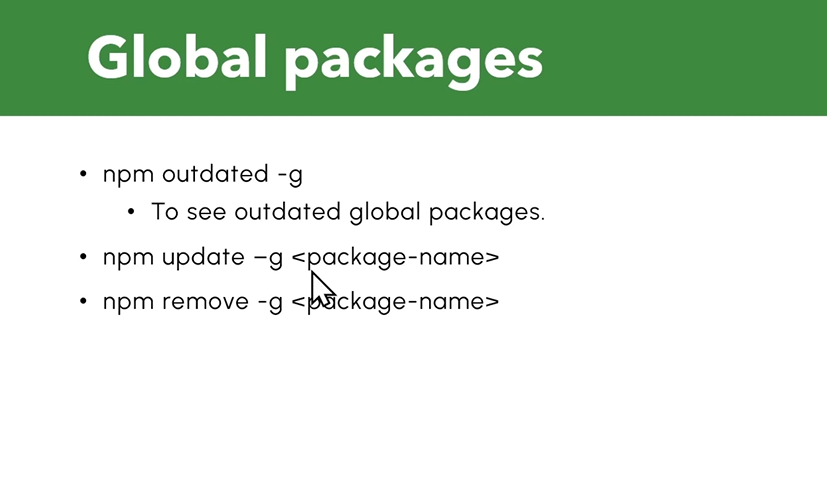 Global packages
• npm outdated -g
• To see outdated global packages.
• npm update –g <package-name>
• npm remove -g <package-name>